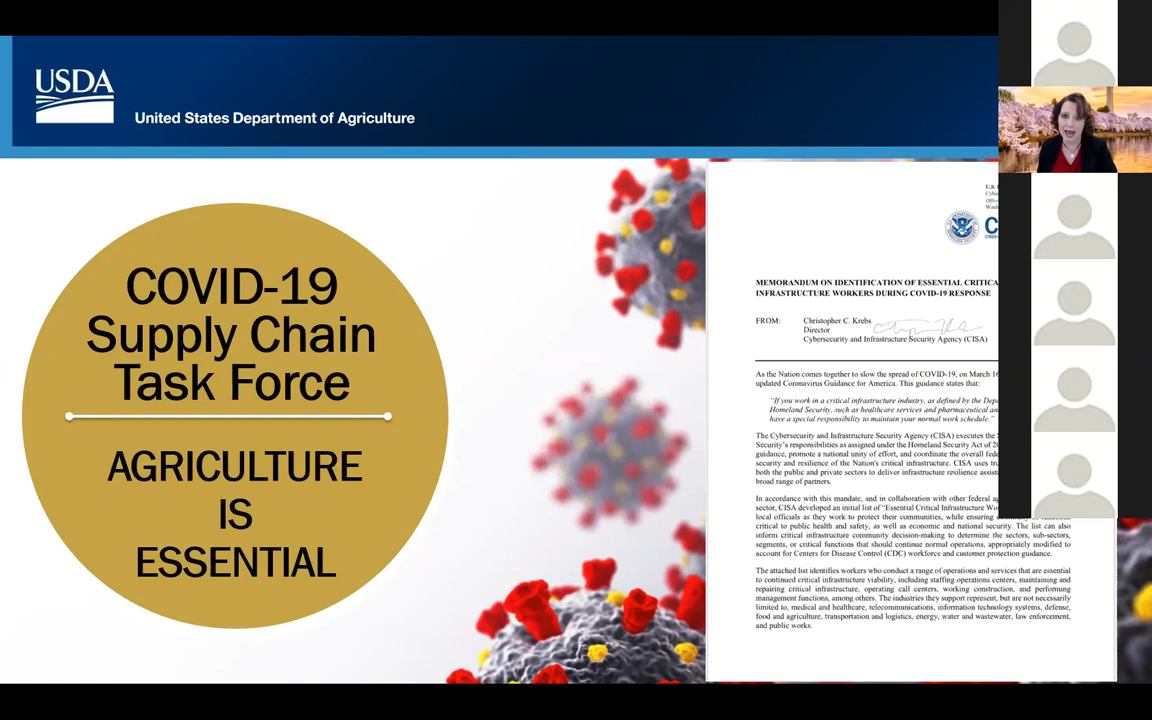 USDA
United States Department of Agriculture
COVID-19
Supply Chain
Task Force
AGRICULTURE
IS
ESSENTIAL
MEMORANDUM ON IDENTIFICATION OF ESSENTIAL
INFRASTRUCTURE WORKERS DURING COVID-19 RESPONSE
FROM: Christopher C. Krebs
Director
Cybersecurity and Infrastructure Security Agency (CISA)
As the Nation comes together to slow the spread of COVID-19, on March
updated Coronavirus Guidance for America. This guidance states that:
"If you work in a critical infrastructure industry, as defined by the
Homeland Security, such as healthcare services and pharmaceutical
have a special responsibility to maintain your normal work schedule."
The Cybersecurity and Infrastructure Security Agency (CISA) executes the
Security's responsibilities as assigned under the Homeland Security Act of
guidance, promote a national unity of effort, and coordinate the overall
security and resilience of the Nation's critical infrastructure. CISA uses
both the public and private sectors to deliver infrastructure resilience
broad range of partners.
In accordance with this mandate, and in collaboration with other federal
sector, CISA developed an initial list of "Essential Critical Infrastructure
local officials as they work to protect their communities, while ensuring
critical to public health and safety, as well as economic and national security. The list can also
inform critical infrastructure community decision-making to determine the sectors, sub-sectors,
segments, or critical functions that should continue normal operations, appropriately modified to
account for Centers for Disease Control (CDC) workforce and customer protection guidance.
The attached list identifies workers who conduct a range of operations and services that are essential
to continued critical infrastructure viability, including staffing operations centers, maintaining and
repairing critical infrastructure, operating call centers, working construction, and performing
management functions, among others. The industries they support represent, but are not necessarily
limited to, medical and healthcare, telecommunications, information technology systems, defense,
food and agriculture, transportation and logistics, energy, water and wastewater, law enforcement,
and public works.